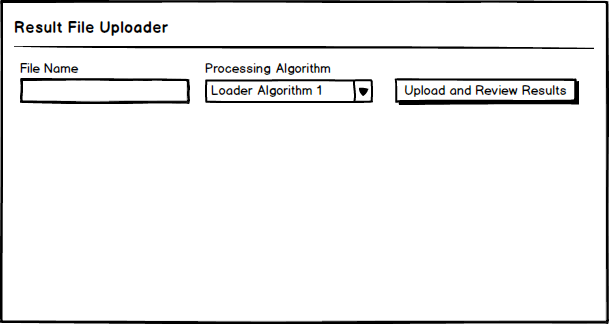 Result File Uploader
File Name
Processing Algorithm
Loader Algorithm 1
Upload and Review Results